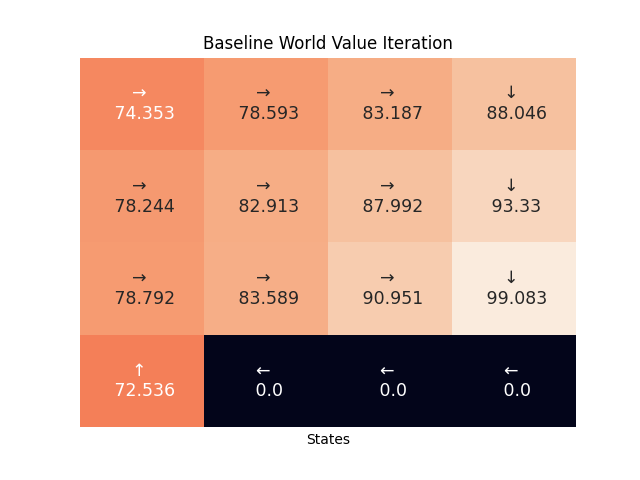 Baseline World Value Iteration
→ → → ↓
74.353 78.593 83.187 88.046
→ → → ↓
78.244 82.913 87.992 93.33
→ → → ↓
78.792 83.589 90.951 99.083
↑ ← ← ←
72.536 0.0 0.0 0.0
States